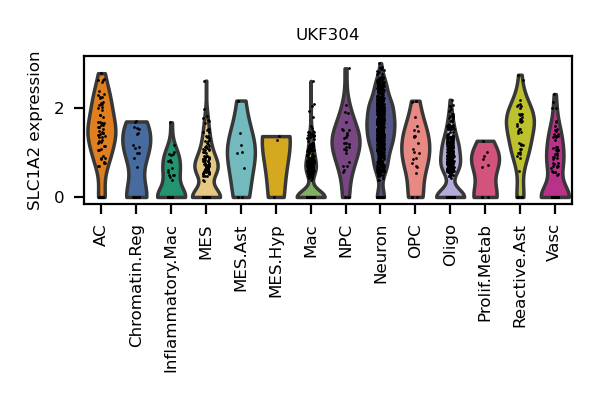 UKF304
SLC1A2 expression
2
0
AC
Chromatin.Reg
Inflammatory.Mac
MES
MES.Ast
MES.Hyp
Mac
NPC
Neuron
OPC
Oligo
Prolif.Metab
Reactive.Ast
Vasc